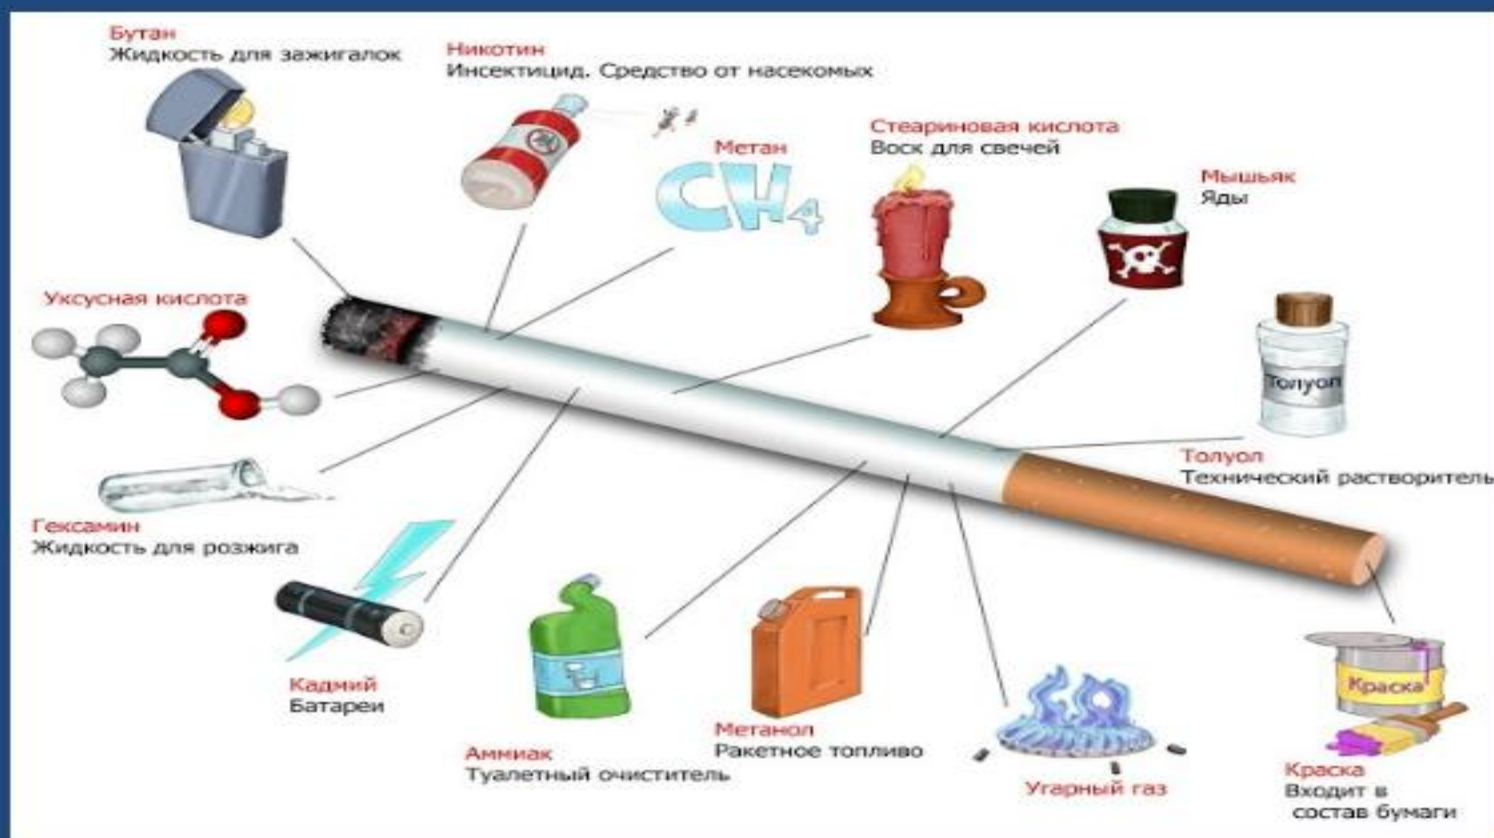 Бутан
Жидкость для зажигалок
Никотин
Инсектицид. Средство от насекомых
Метан
CH4
Стеариновая кислота
Воск для свечей
Мышьяк
Яды
Уксусная кислота
Толуол
Толуол
Технический растворитель
Гексамин
Жидкость для розжига
Кадмий
Батареи
Аммиак
Туалетный очиститель
Метанол
Ракетное топливо
Угарный газ
Краска
Краска
Входит в
состав бумаги